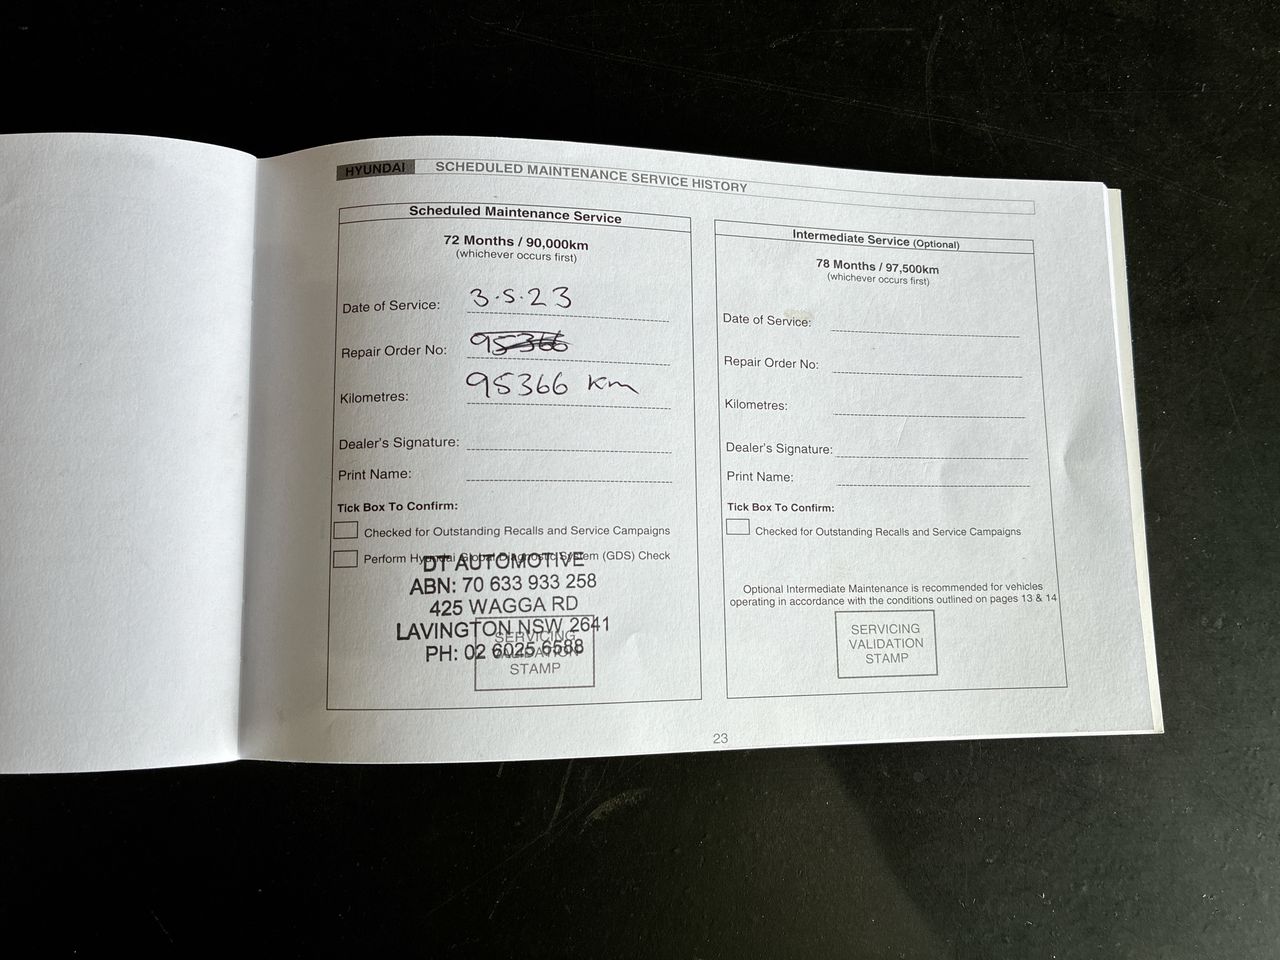 HYUNDAI SCHEDULED MAINTENANCE SERVICE HISTORY
Scheduled Maintenance Service
72 Months / 90,000km
(whichever occurs first)
Date of Service: 3.5.23
Repair Order No: 95366
Kilometres: 95366 km
Dealer's Signature:
Print Name:
Tick Box To Confirm:
Checked for Outstanding Recalls and Service Campaigns
Perform Hyundai Global Diagnostic System (GDS) Check
DT AUTOMOTIVE
ABN: 70 633 933 258
425 WAGGA RD
LAVINGTON NSW 2641
PH: 02 6025 6588
SERVICING
VALIDATION
STAMP
Intermediate Service (Optional)
78 Months / 97,500km
(whichever occurs first)
Date of Service:
Repair Order No:
Kilometres:
Dealer's Signature:
Print Name:
Tick Box To Confirm:
Checked for Outstanding Recalls and Service Campaigns
Optional Intermediate Maintenance is recommended for vehicles
operating in accordance with the conditions outlined on pages 13 & 14
SERVICING
VALIDATION
STAMP
23